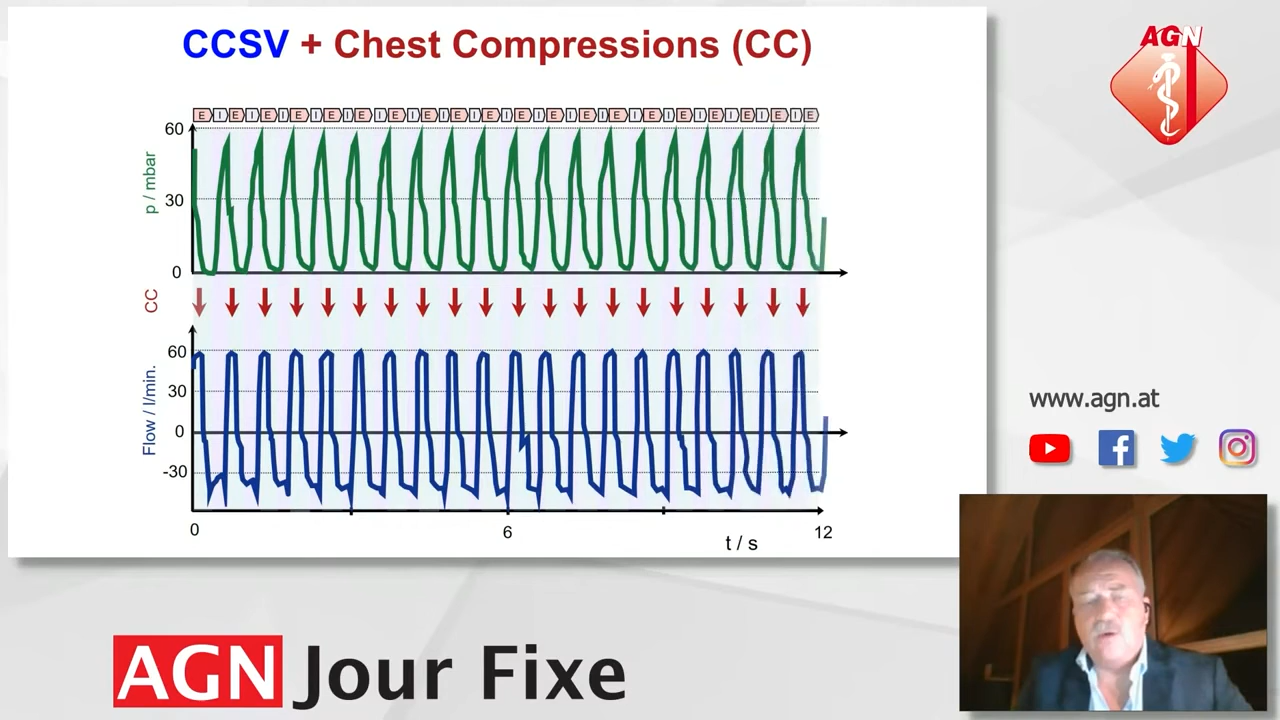 CCSV + Chest Compressions (CC)
AGN
E I E I E I E I E I E I E I E I E I E I E I E I E I E I E I E I E I E I E I E
60
30
0
p / mbar
CC
60
30
0
-30
Flow / l/min.
0
6
12
t / s
www.agn.at
AGN Jour Fixe